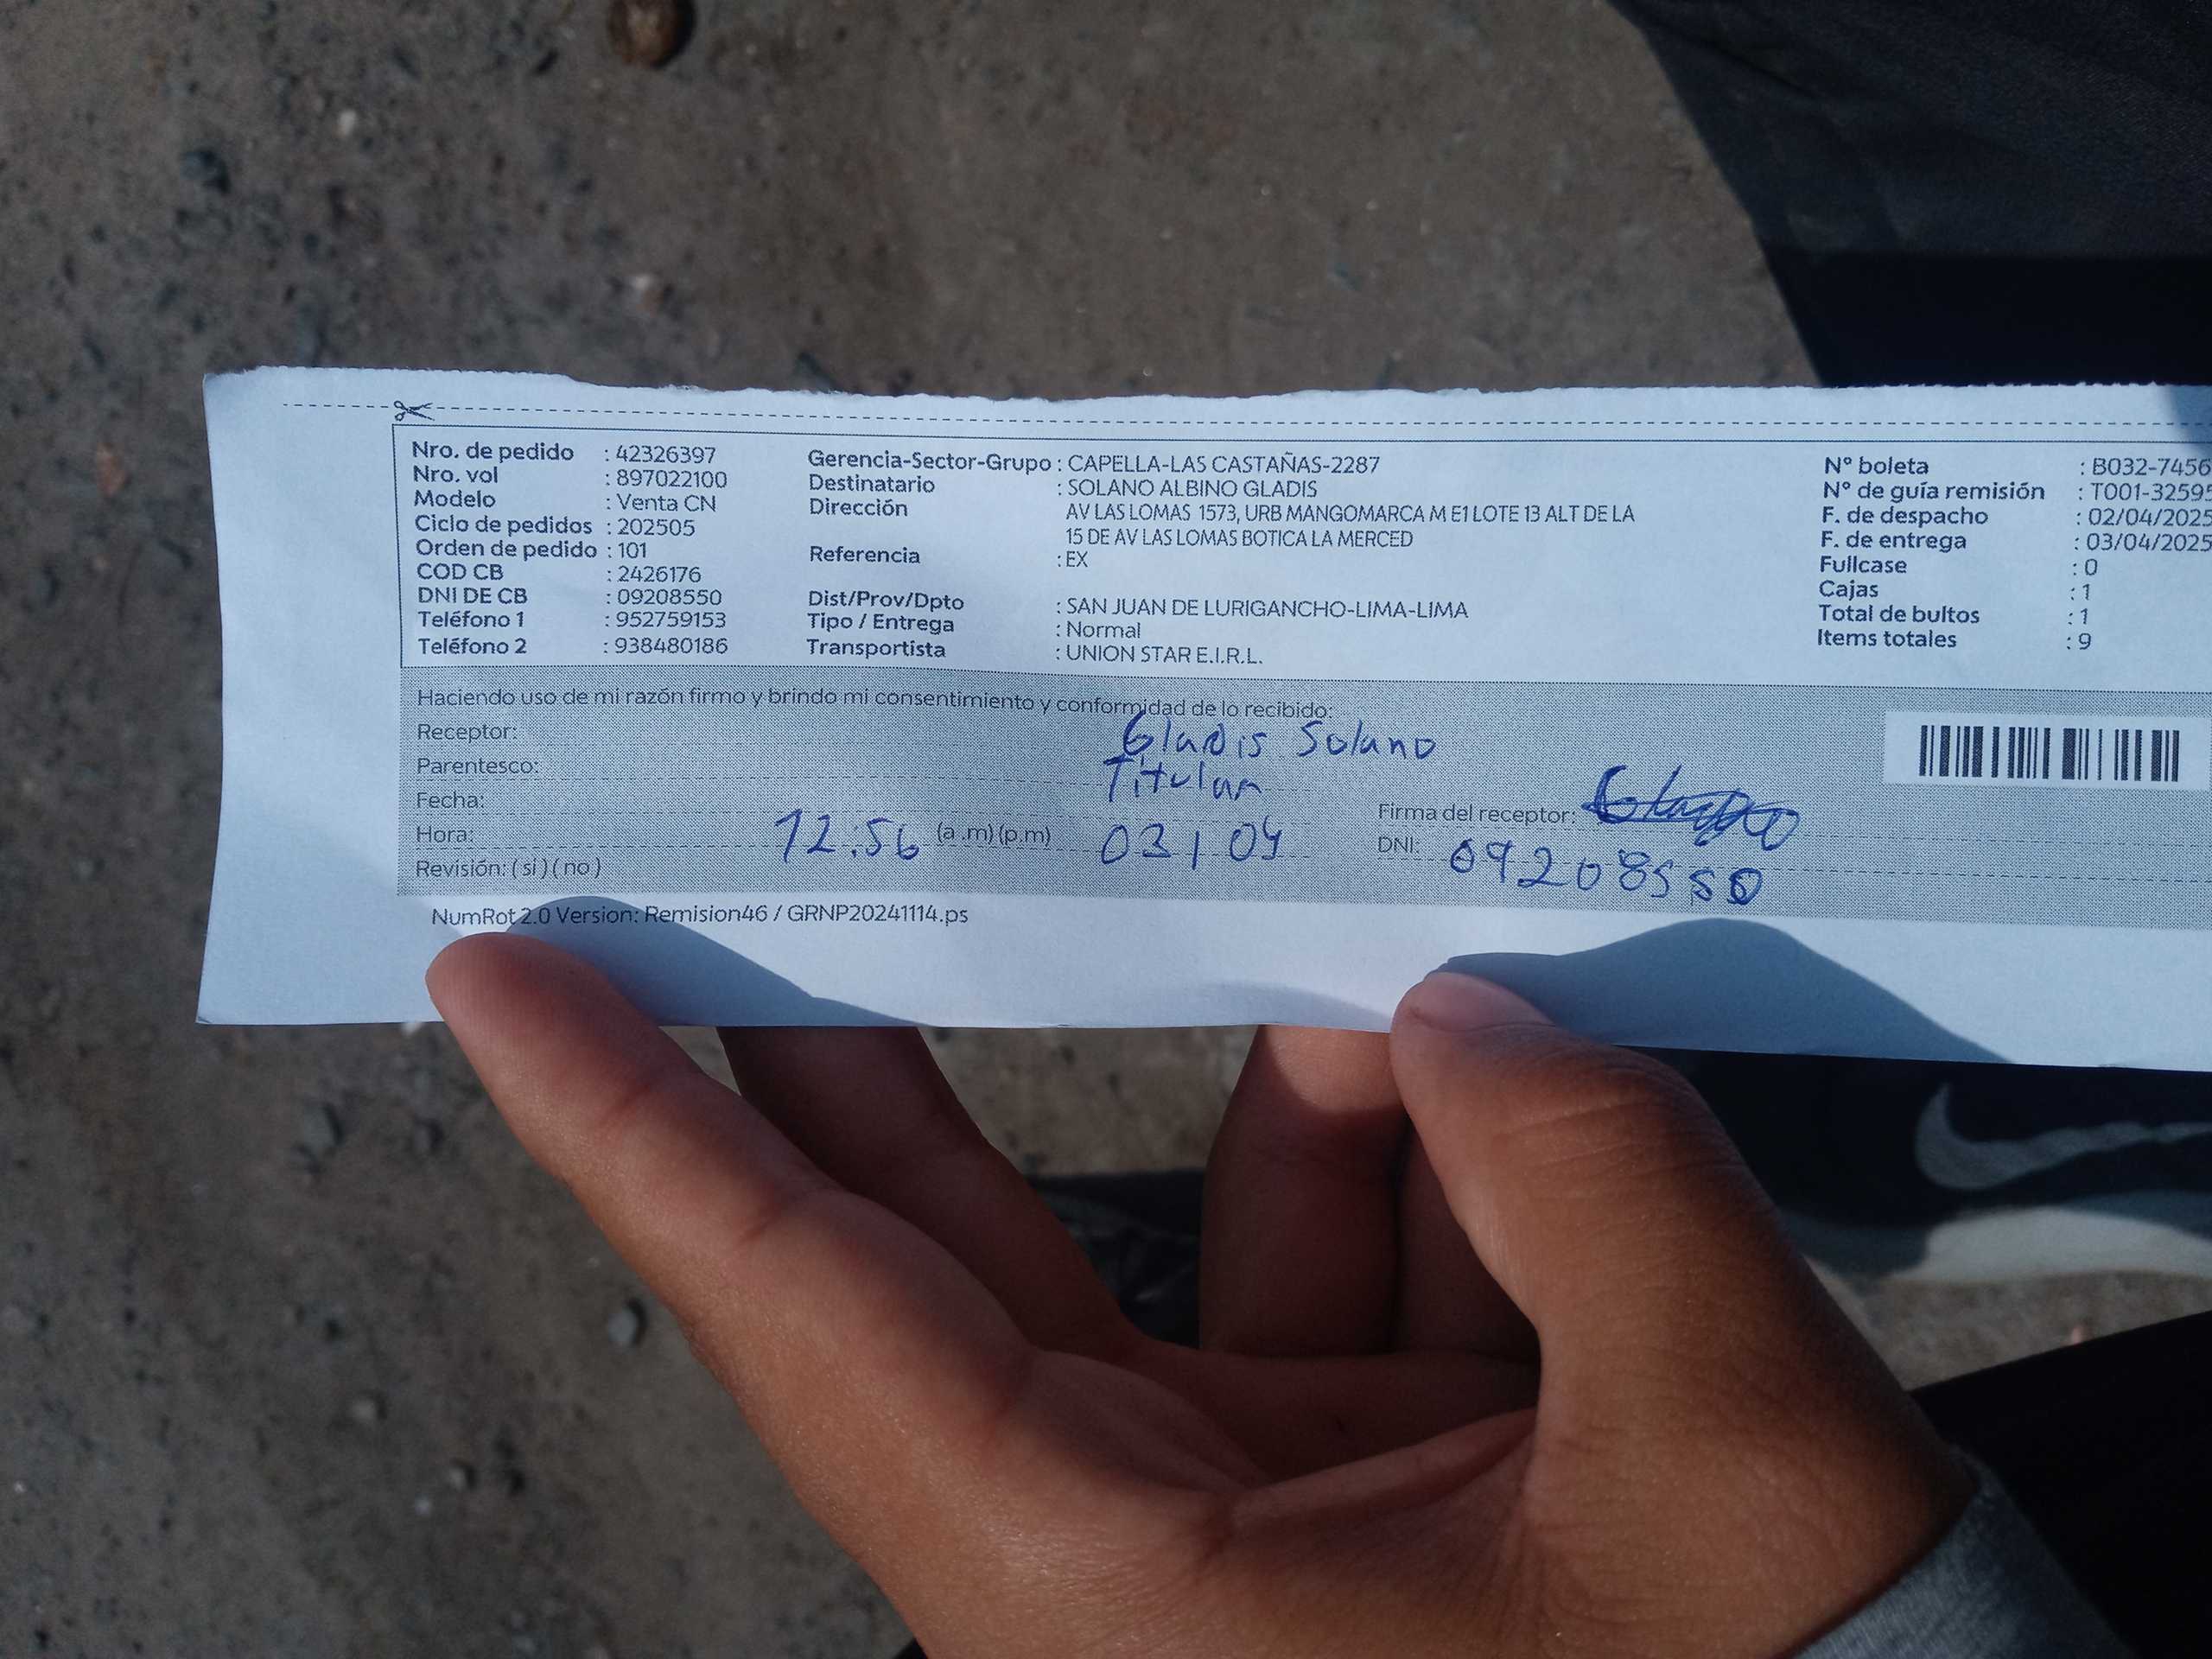 Nro. de pedido : 42326397
Nro. vol : 897022100
Modelo : Venta CN
Ciclo de pedidos : 202505
Orden de pedido : 101
COD CB : 2426176
DNI DE CB : 09208550
Teléfono 1 : 952759153
Teléfono 2 : 938480186
Gerencia-Sector-Grupo : CAPELLA-LAS CASTAÑAS-2287
Destinatario : SOLANO ALBINO GLADIS
Dirección AV LAS LOMAS 1573, URB MANGOMARCA M E1 LOTE 13 ALT DE LA
15 DE AV LAS LOMAS BOTICA LA MERCED
Referencia : EX
Dist/Prov/Dpto : SAN JUAN DE LURIGANCHO-LIMA-LIMA
Tipo / Entrega : Normal
Transportista : UNION STAR E.I.R.L.
Nº boleta : B032-7456
Nº de guía remisión : T001-32595
F. de despacho : 02/04/2025
F. de entrega : 03/04/2025
Fullcase : 0
Cajas : 1
Total de bultos : 1
Items totales : 9
Haciendo uso de mi razón firmo y brindo mi consentimiento y conformidad de lo recibido:
Receptor: Gladis Solano
Parentesco: Titular
Fecha:
Hora: 12:56 (a .m) (p.m) 03 | 04
Revisión: ( si ) ( no )
Firma del receptor:
DNI: 09208550
NumRot 2.0 Version: Remision46 / GRNP20241114.ps